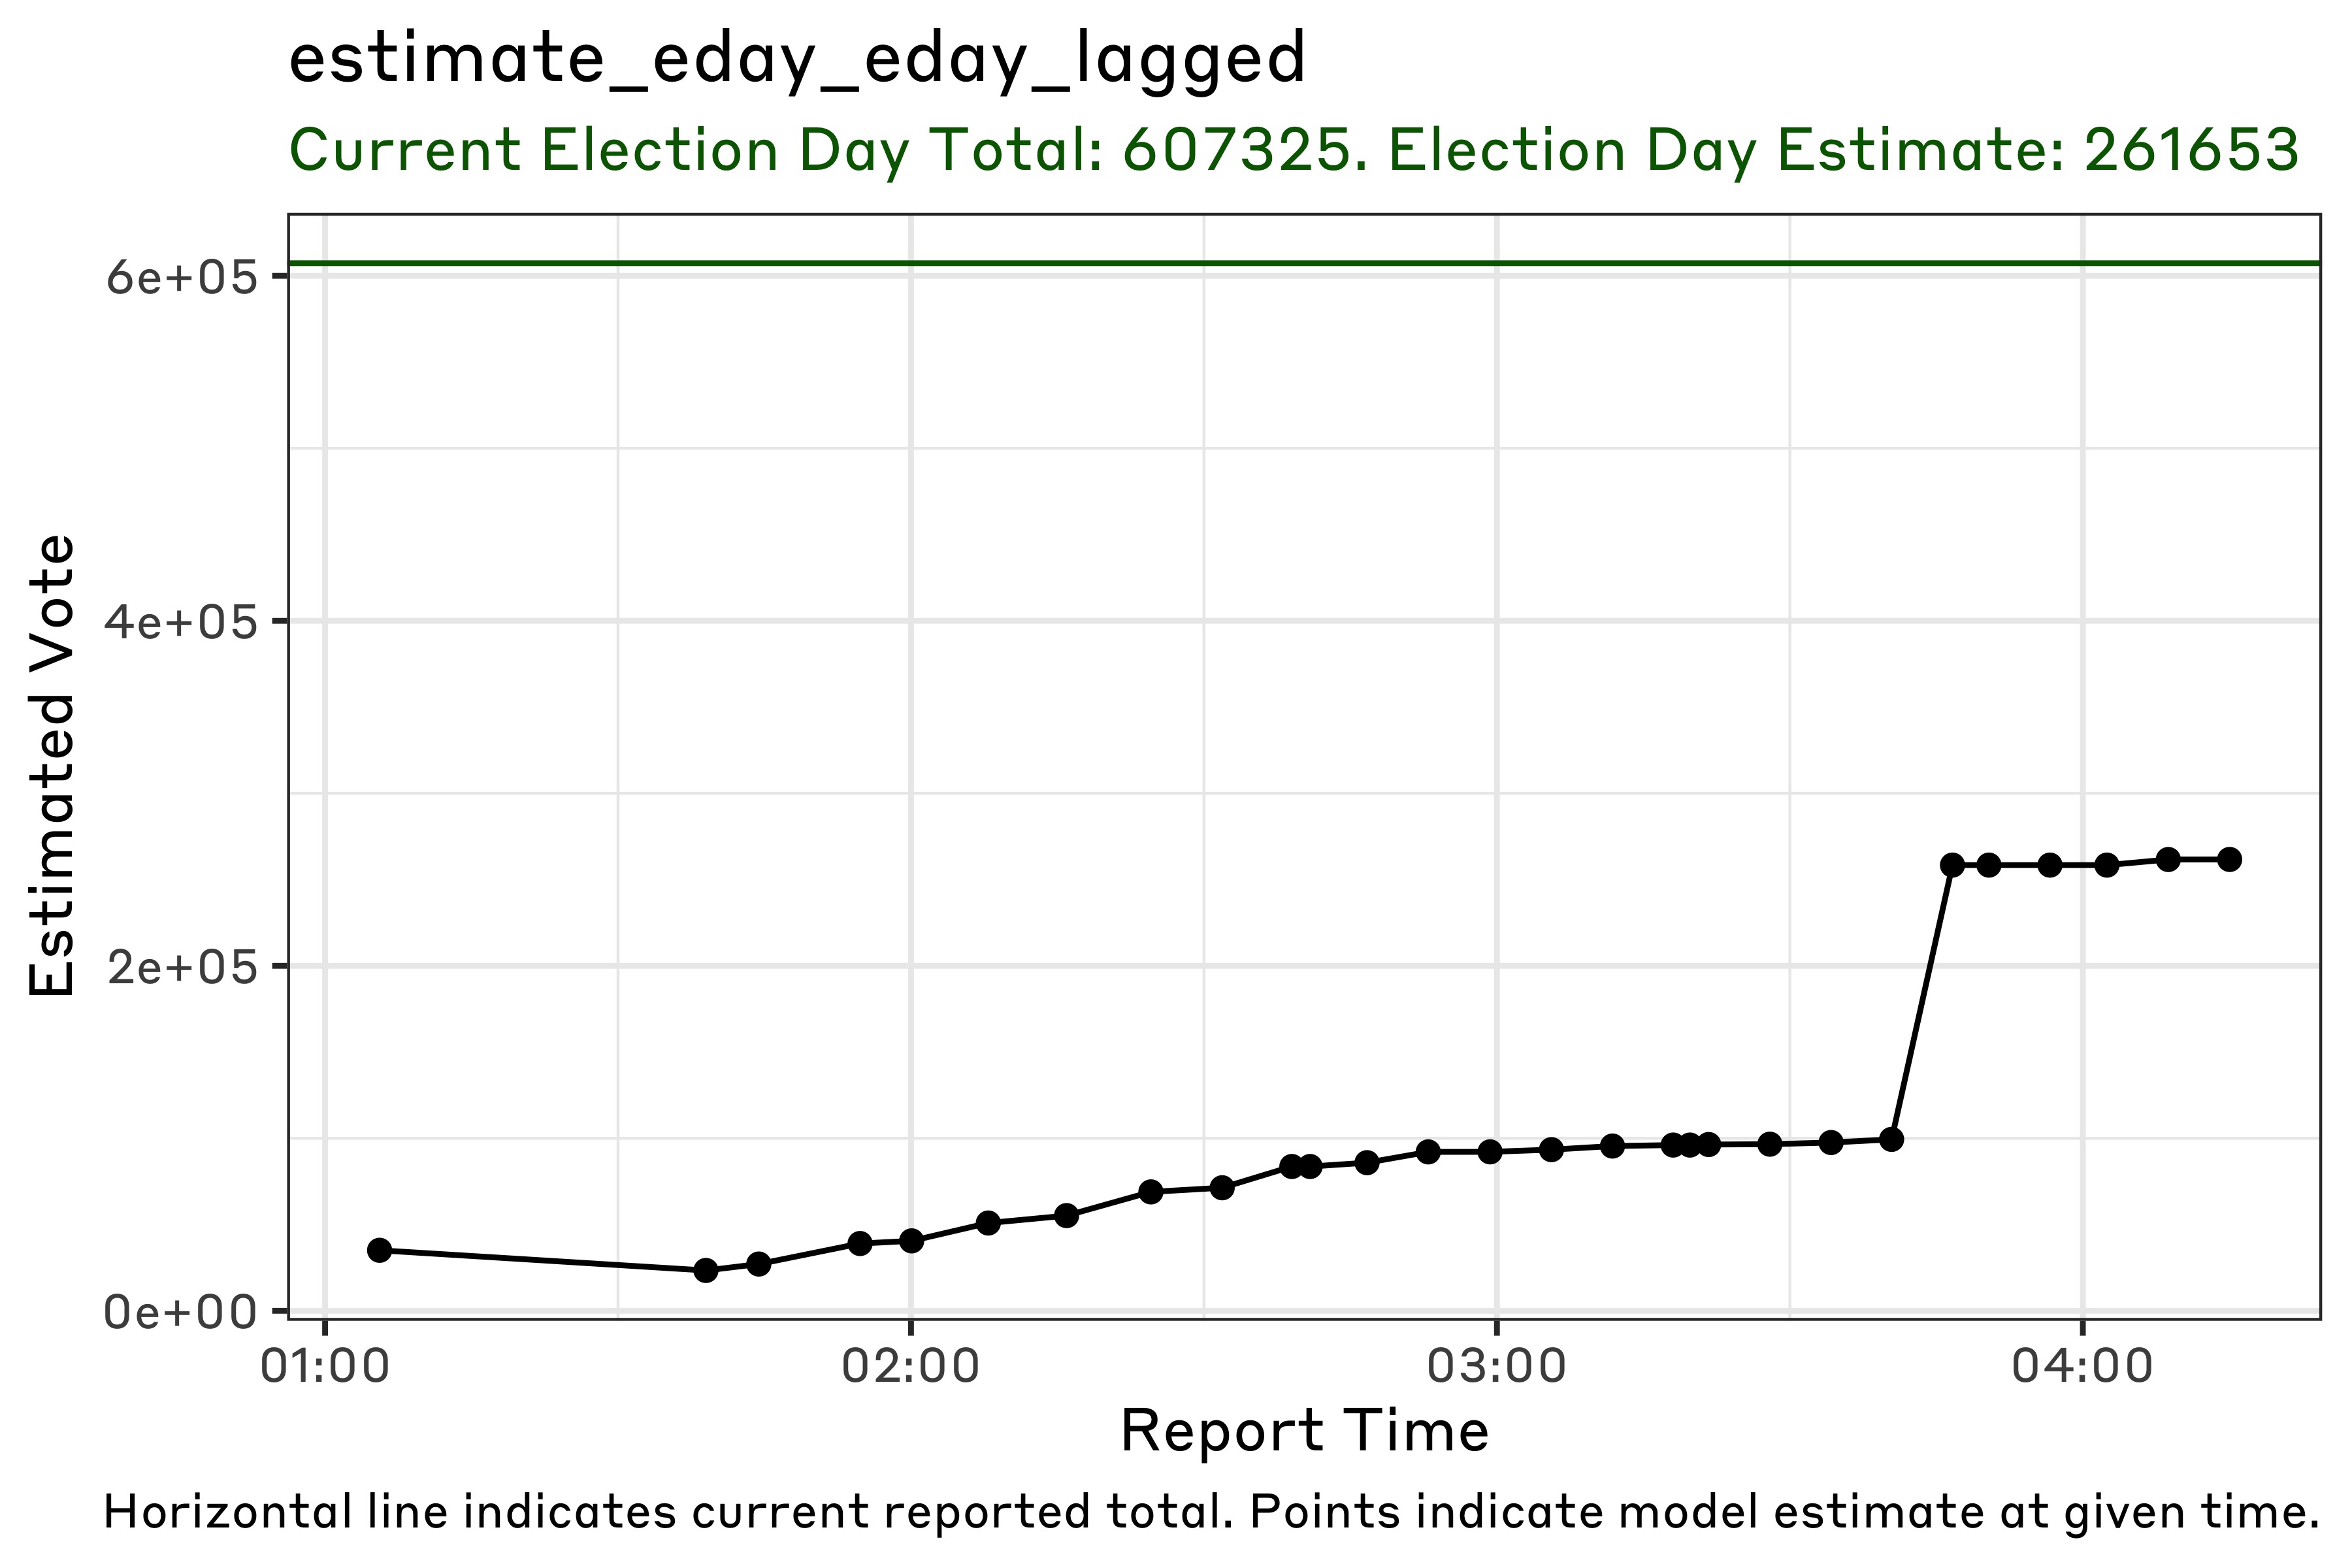 estimate_eday_eday_lagged
Current Election Day Total: 607325. Election Day Estimate: 261653
Estimated Vote
6e+05
4e+05
2e+05
0e+00
01:00 02:00 03:00 04:00
Report Time
Horizontal line indicates current reported total. Points indicate model estimate at given time.